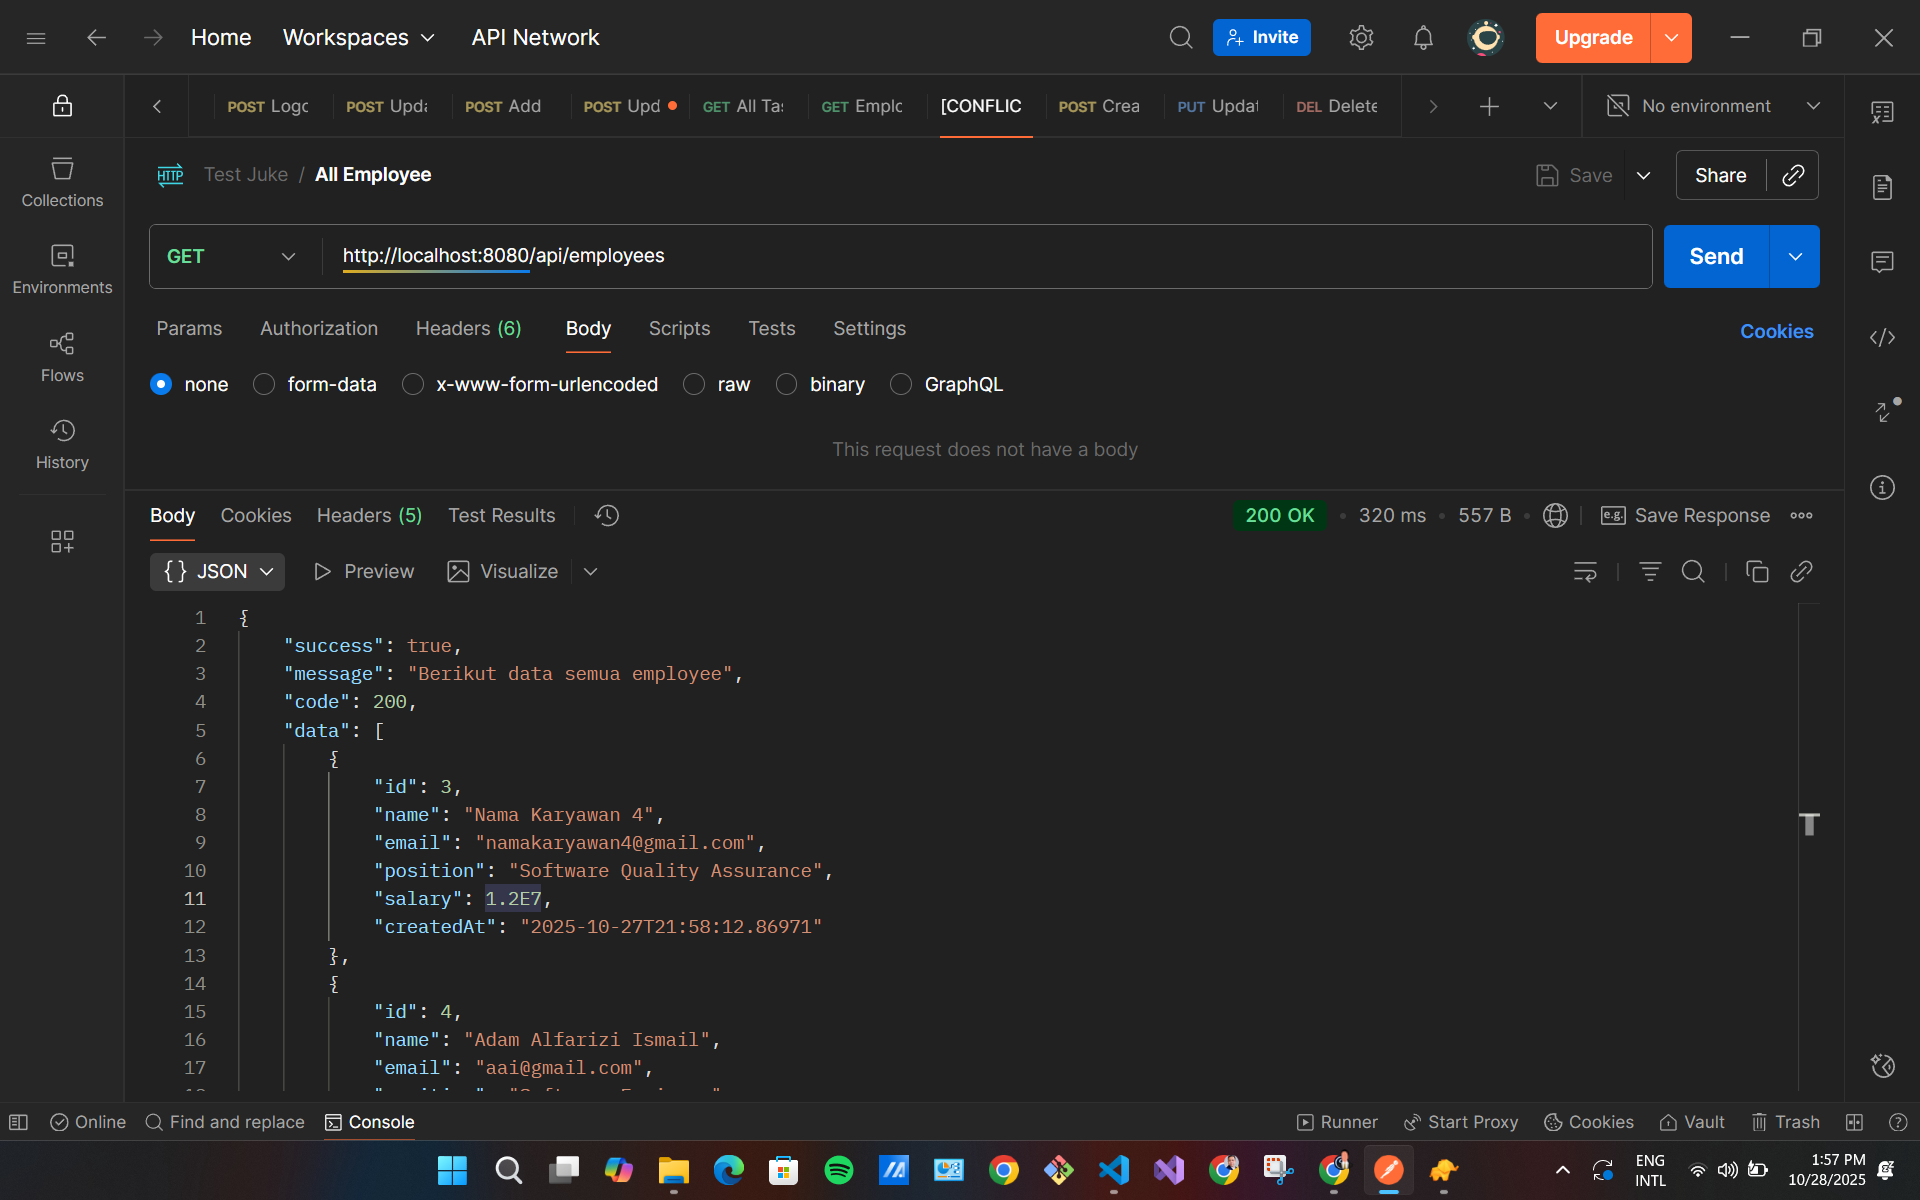 Home
Workspaces
API Network
Invite
Upgrade
POST Logo
POST Upda
POST Add
POST Upd
GET All Ta
GET Emplo
[CONFLIC
POST Crea
PUT Updat
DEL Delete
No environment
Collections
Environments
Flows
History
HTTP
Test Juke / All Employee
Save
Share
GET
http://localhost:8080/api/employees
Send
Params
Authorization
Headers (6)
Body
Scripts
Tests
Settings
Cookies
none
form-data
x-www-form-urlencoded
raw
binary
GraphQL
This request does not have a body
Body
Cookies
Headers (5)
Test Results
200 OK
320 ms
557 B
e.g.
Save Response
{} JSON
Preview
Visualize
1 {
2 "success": true,
3 "message": "Berikut data semua employee",
4 "code": 200,
5 "data": [
6 {
7 "id": 3,
8 "name": "Nama Karyawan 4",
9 "email": "namakaryawan4@gmail.com",
10 "position": "Software Quality Assurance",
11 "salary": 1.2E7,
12 "createdAt": "2025-10-27T21:58:12.86971"
13 },
14 {
15 "id": 4,
16 "name": "Adam Alfarizi Ismail",
17 "email": "aai@gmail.com",
Online
Find and replace
Console
Runner
Start Proxy
Cookies
Vault
Trash
ENG
INTL
1:57 PM
10/28/2025